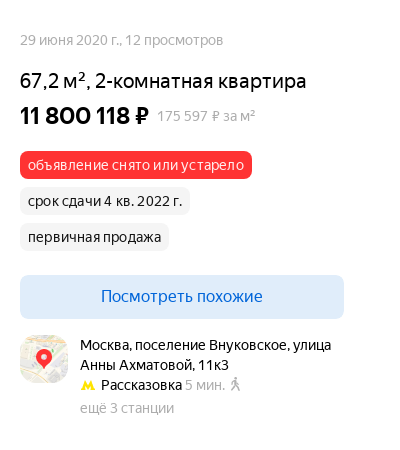 29 июня 2020 г., 12 просмотров
67,2 м², 2-комнатная квартира
11 800 118 ₽ 175 597 ₽ за м²
объявление снято или устарело
срок сдачи 4 кв. 2022 г.
первичная продажа
Посмотреть похожие
Москва, поселение Внуковское, улица
Анны Ахматовой, 11к3
Рассказовка 5 мин.
ещё 3 станции